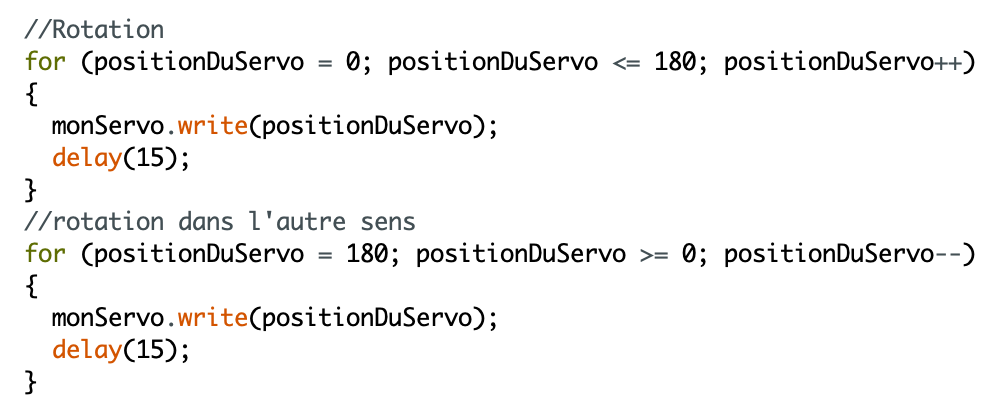 //Rotation
for (positionDuServo = 0; positionDuServo <= 180; positionDuServo++)
{
  monServo.write(positionDuServo);
  delay(15);
}
//rotation dans l'autre sens
for (positionDuServo = 180; positionDuServo >= 0; positionDuServo--)
{
  monServo.write(positionDuServo);
  delay(15);
}